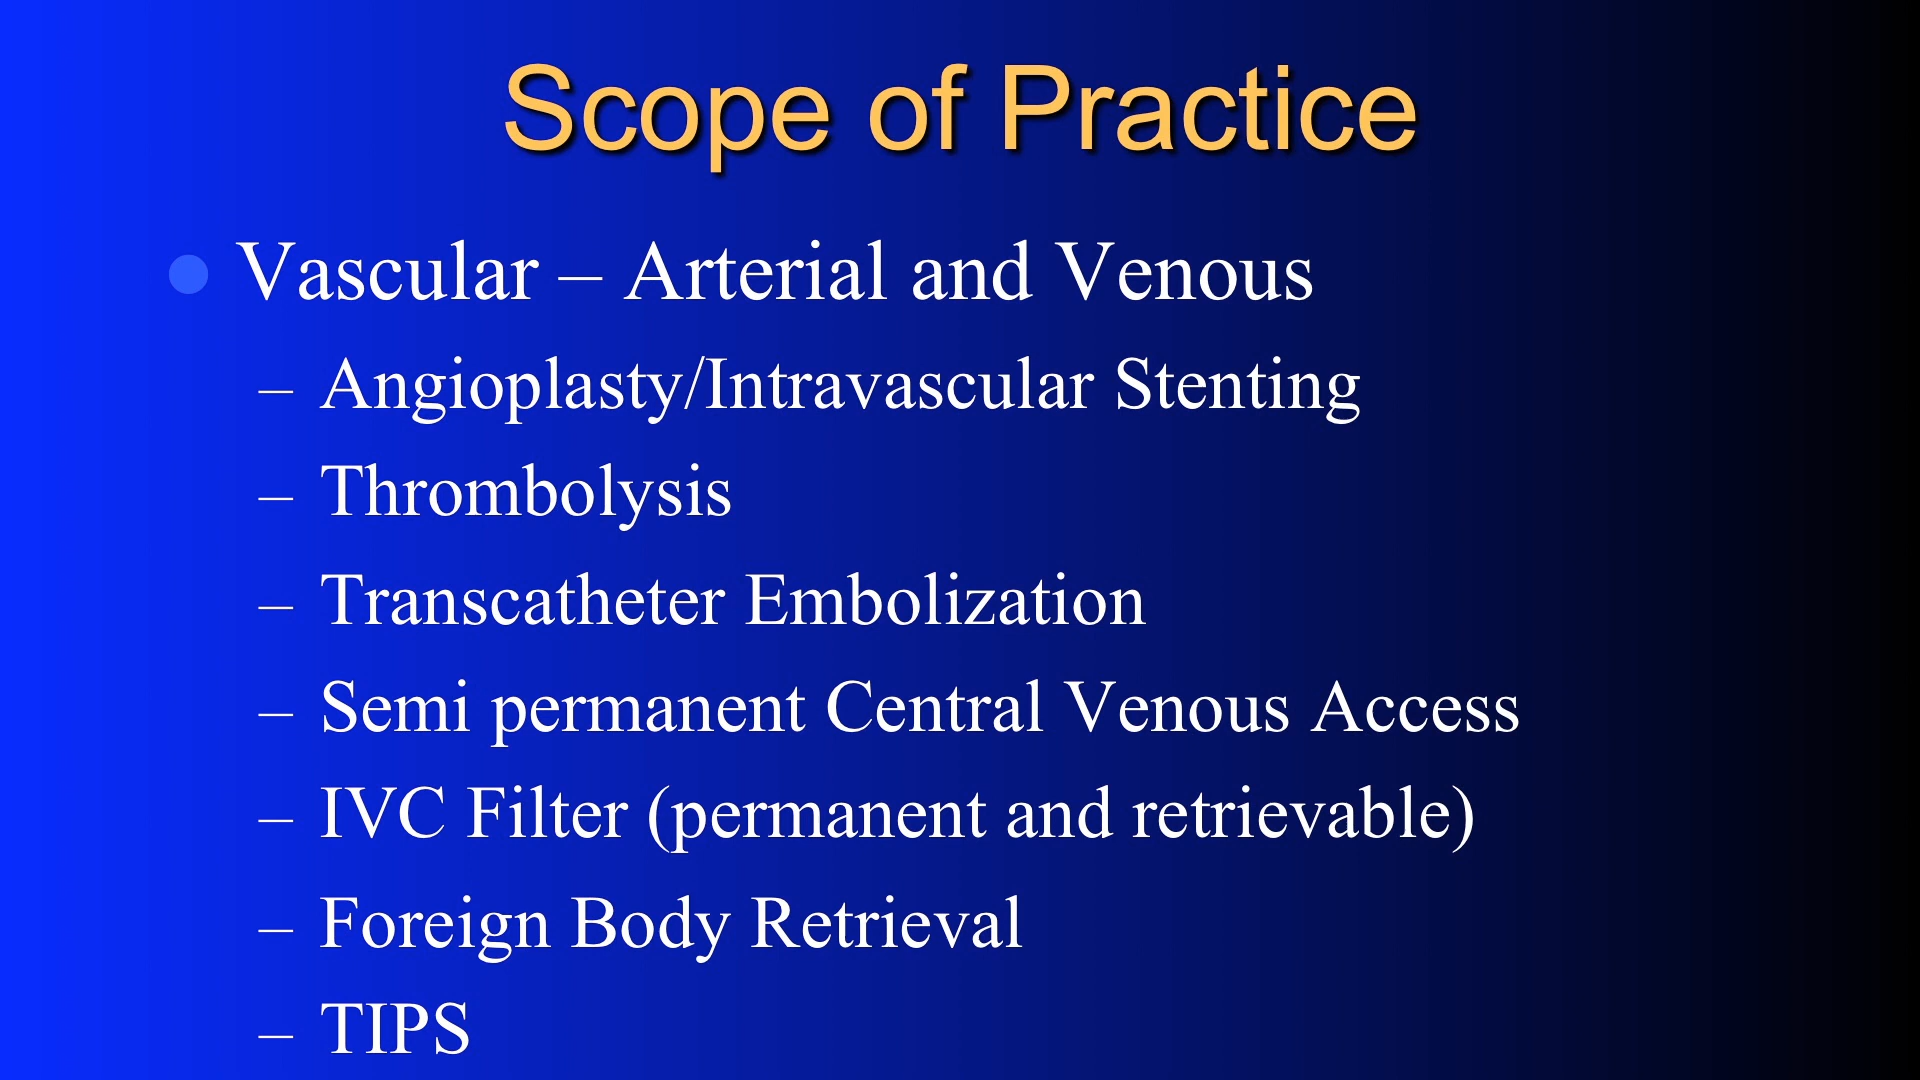 Scope of Practice
Vascular – Arterial and Venous
– Angioplasty/Intravascular Stenting
– Thrombolysis
– Transcatheter Embolization
– Semi permanent Central Venous Access
– IVC Filter (permanent and retrievable)
– Foreign Body Retrieval
– TIPS